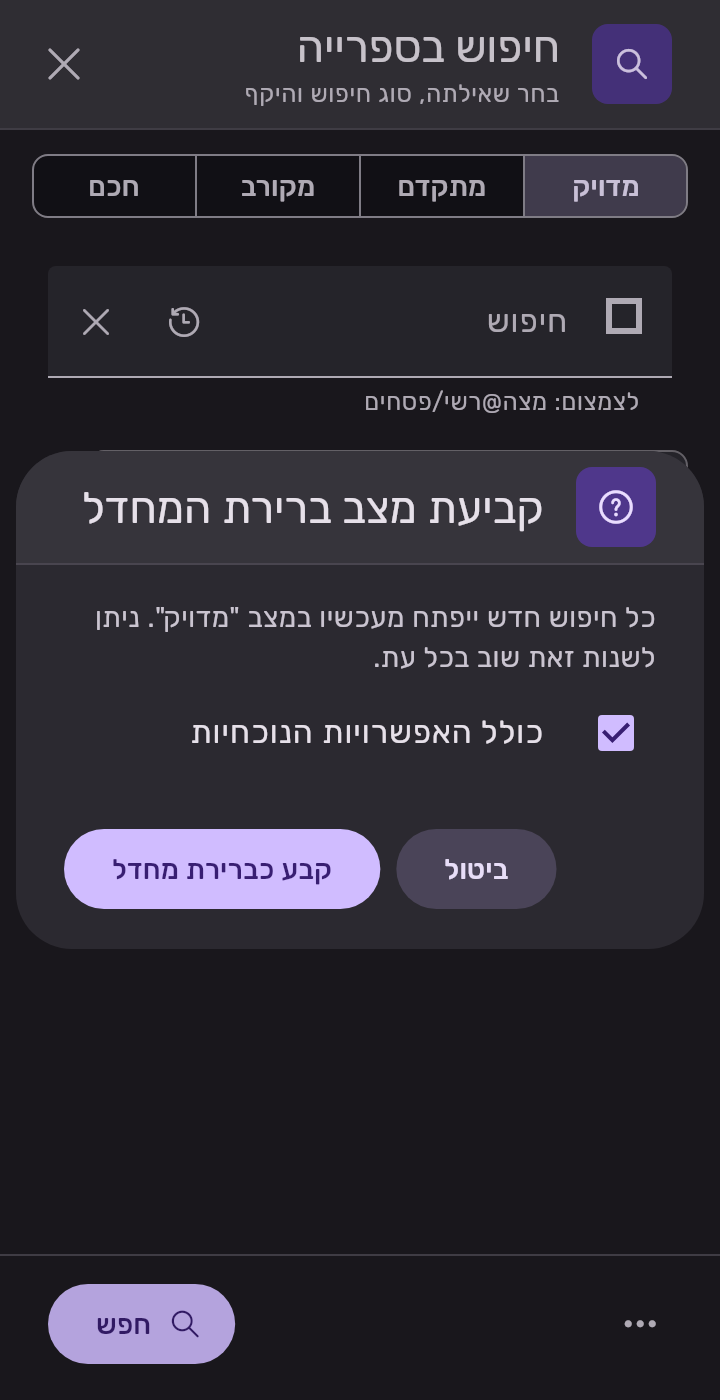 חיפוש בספרייה
בחר שאילתה, סוג חיפוש והיקף
מדויק
מתקדם
מקורב
חכם
חיפוש
לצמצום: מצה@רשי/פסחים
קביעת מצב ברירת המחדל
כל חיפוש חדש ייפתח מעכשיו במצב "מדויק". ניתן
לשנות זאת שוב בכל עת.
כולל האפשרויות הנוכחיות
ביטול
קבע כברירת מחדל
חפש